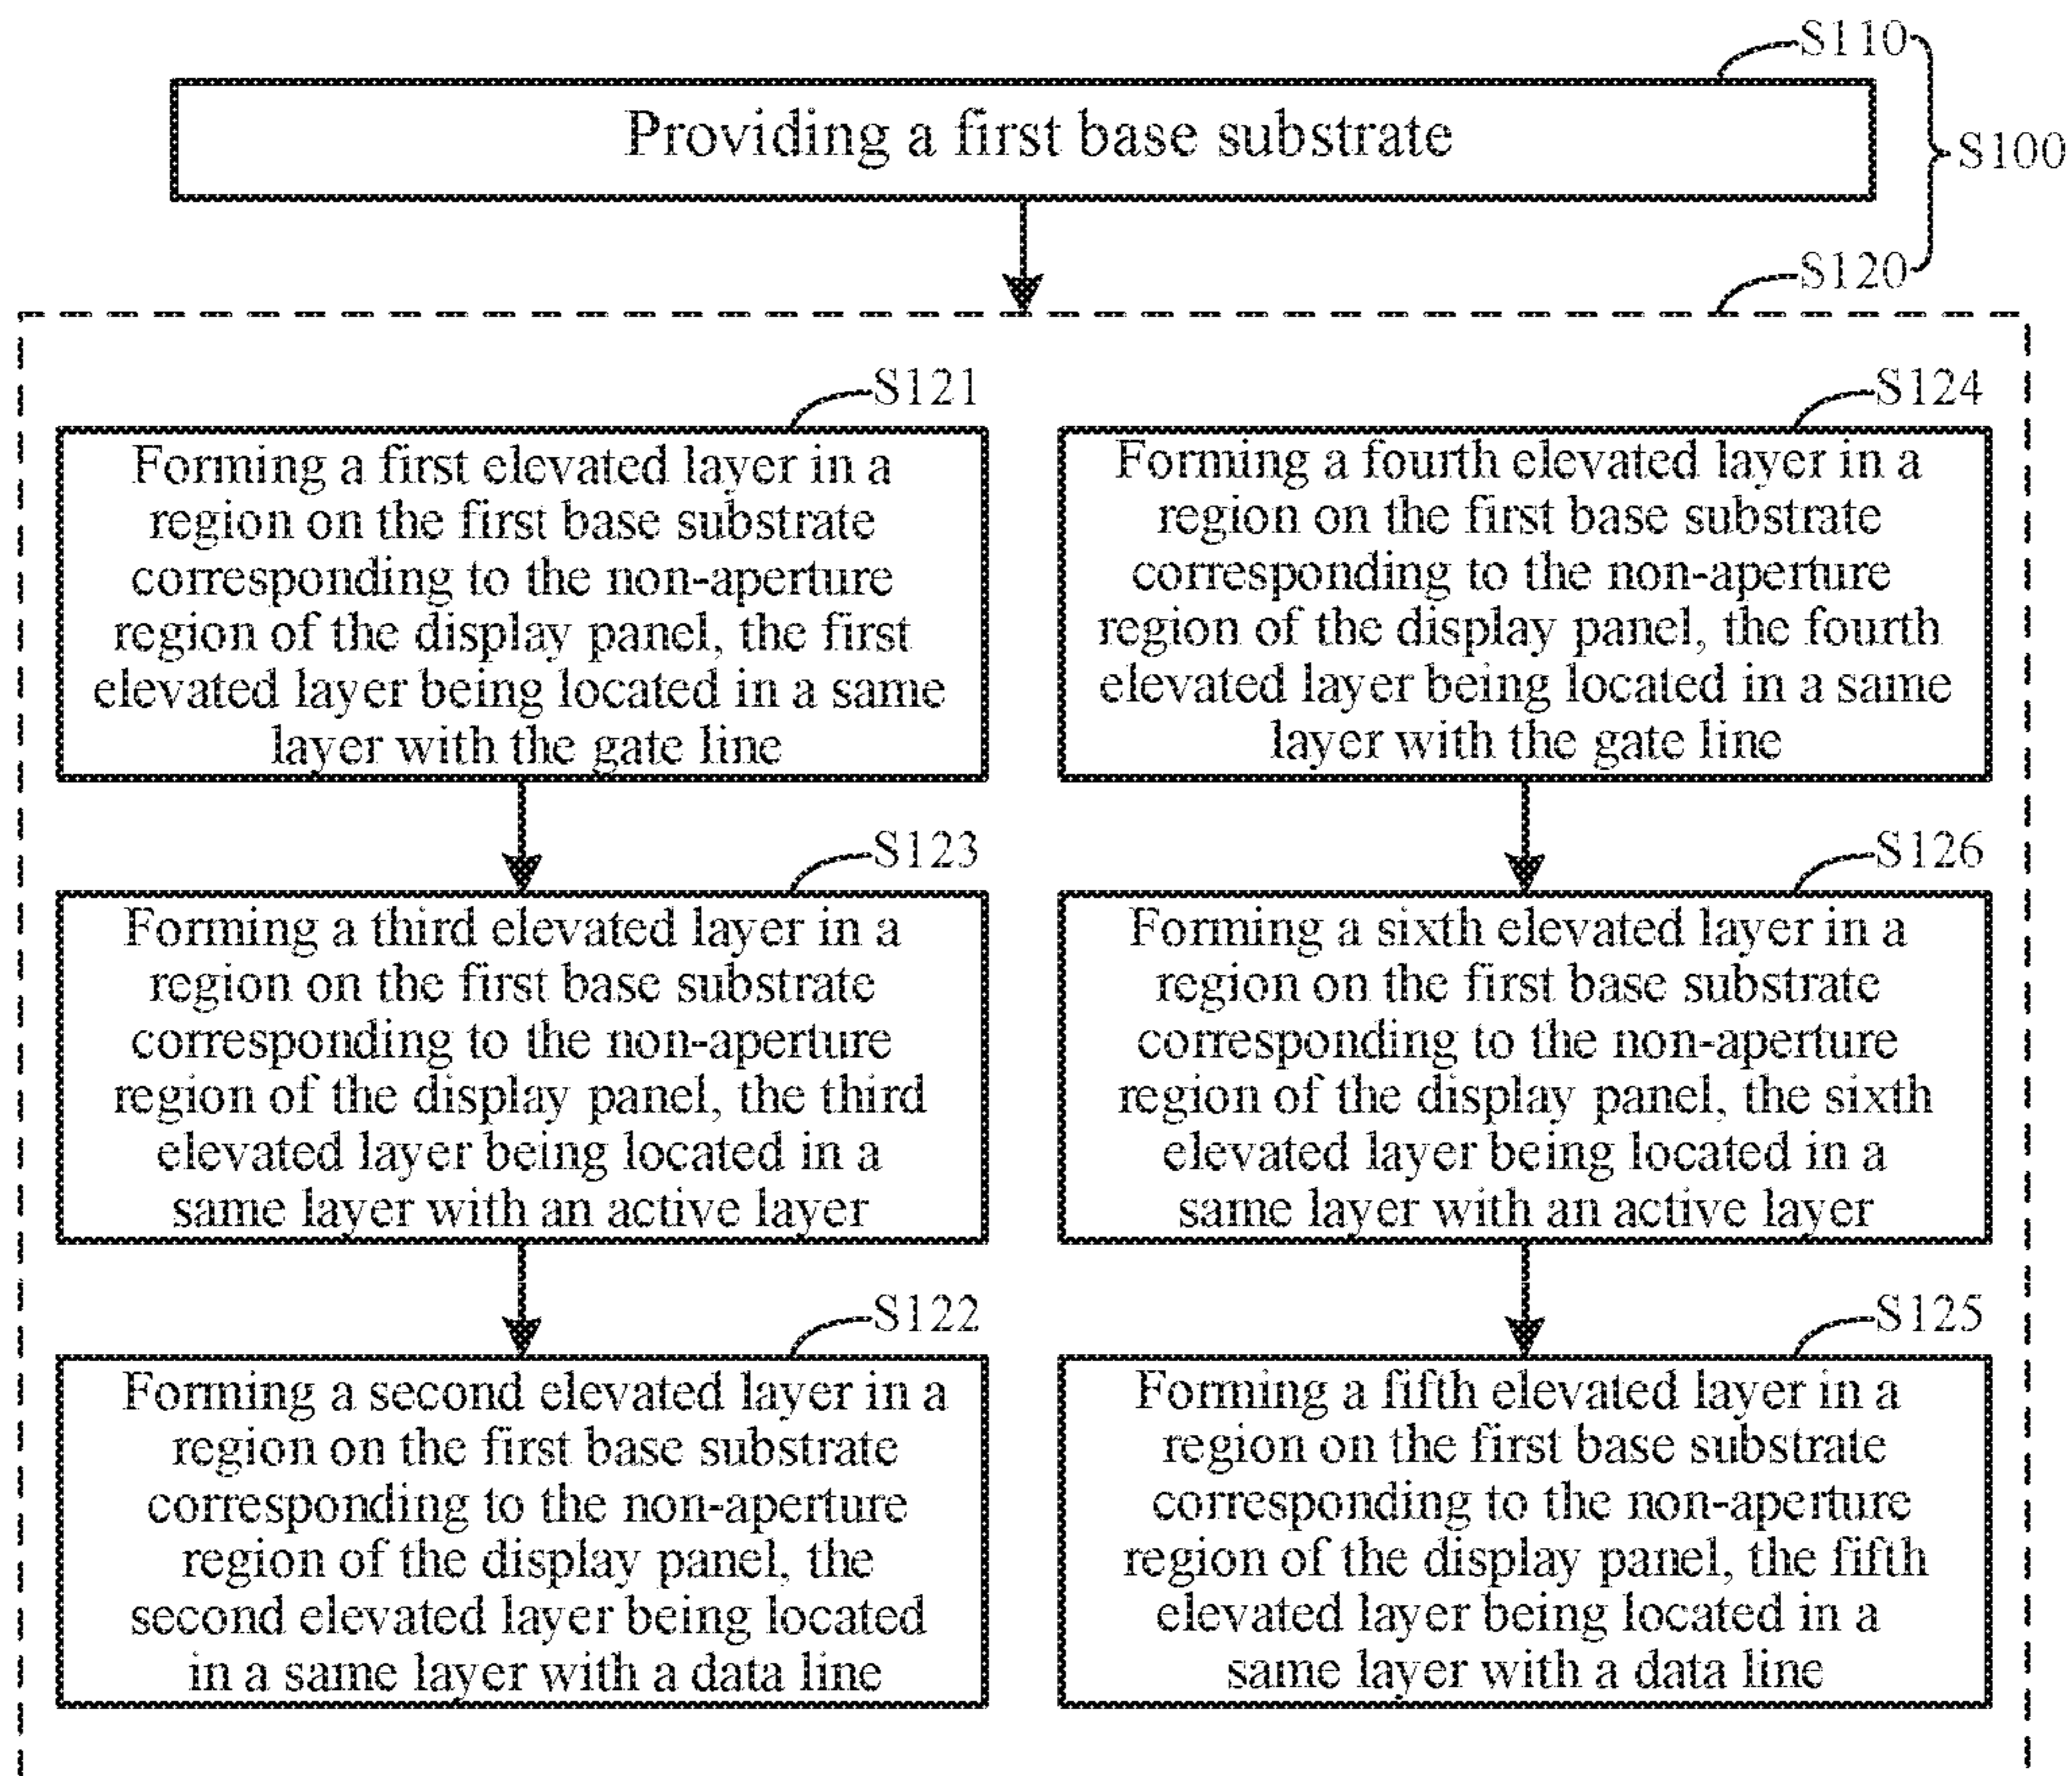 S110
Providing a first base substrate
S100
S120
S121
Forming a first elevated layer in a
region on the first base substrate
corresponding to the non-aperture
region of the display panel, the first
elevated layer being located in a same
layer with the gate line
S124
Forming a fourth elevated layer in a
region on the first base substrate
corresponding to the non-aperture
region of the display panel, the fourth
elevated layer being located in a same
layer with the gate line
S123
Forming a third elevated layer in a
region on the first base substrate
corresponding to the non-aperture
region of the display panel, the third
elevated layer being located in a
same layer with an active layer
S126
Forming a sixth elevated layer in a
region on the first base substrate
corresponding to the non-aperture
region of the display panel, the sixth
elevated layer being located in a
same layer with an active layer
S122
Forming a second elevated layer in a
region on the first base substrate
corresponding to the non-aperture
region of the display panel, the
second elevated layer being located
in a same layer with a data line
S125
Forming a fifth elevated layer in a
region on the first base substrate
corresponding to the non-aperture
region of the display panel, the fifth
elevated layer being located in a
same layer with a data line